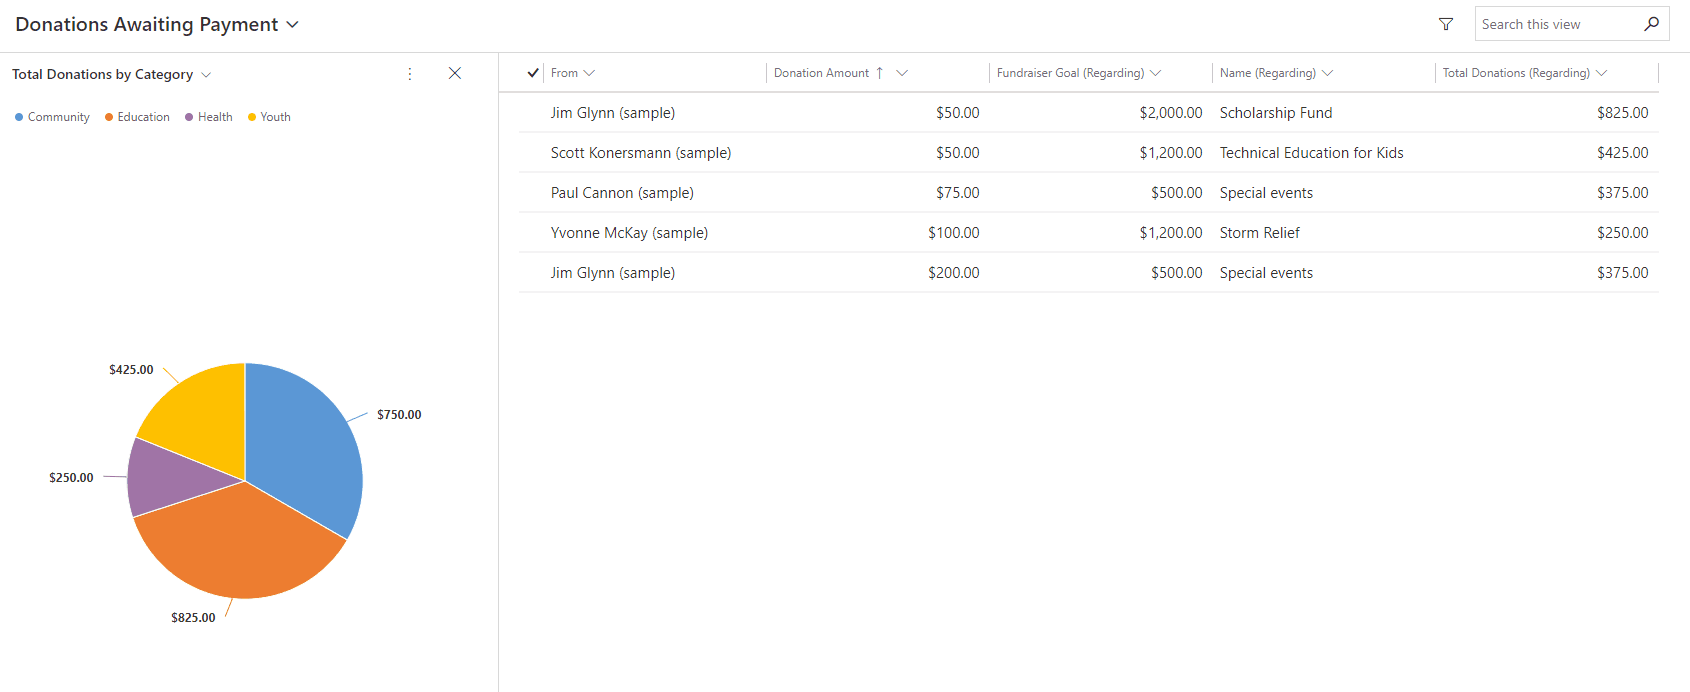 Donations Awaiting Payment
Search this view
Total Donations by Category
Community Education Health Youth
$425.00
$750.00
$250.00
$825.00
From Donation Amount ↑ Fundraiser Goal (Regarding) Name (Regarding) Total Donations (Regarding)
Jim Glynn (sample) $50.00 $2,000.00 Scholarship Fund $825.00
Scott Konersmann (sample) $50.00 $1,200.00 Technical Education for Kids $425.00
Paul Cannon (sample) $75.00 $500.00 Special events $375.00
Yvonne McKay (sample) $100.00 $1,200.00 Storm Relief $250.00
Jim Glynn (sample) $200.00 $500.00 Special events $375.00